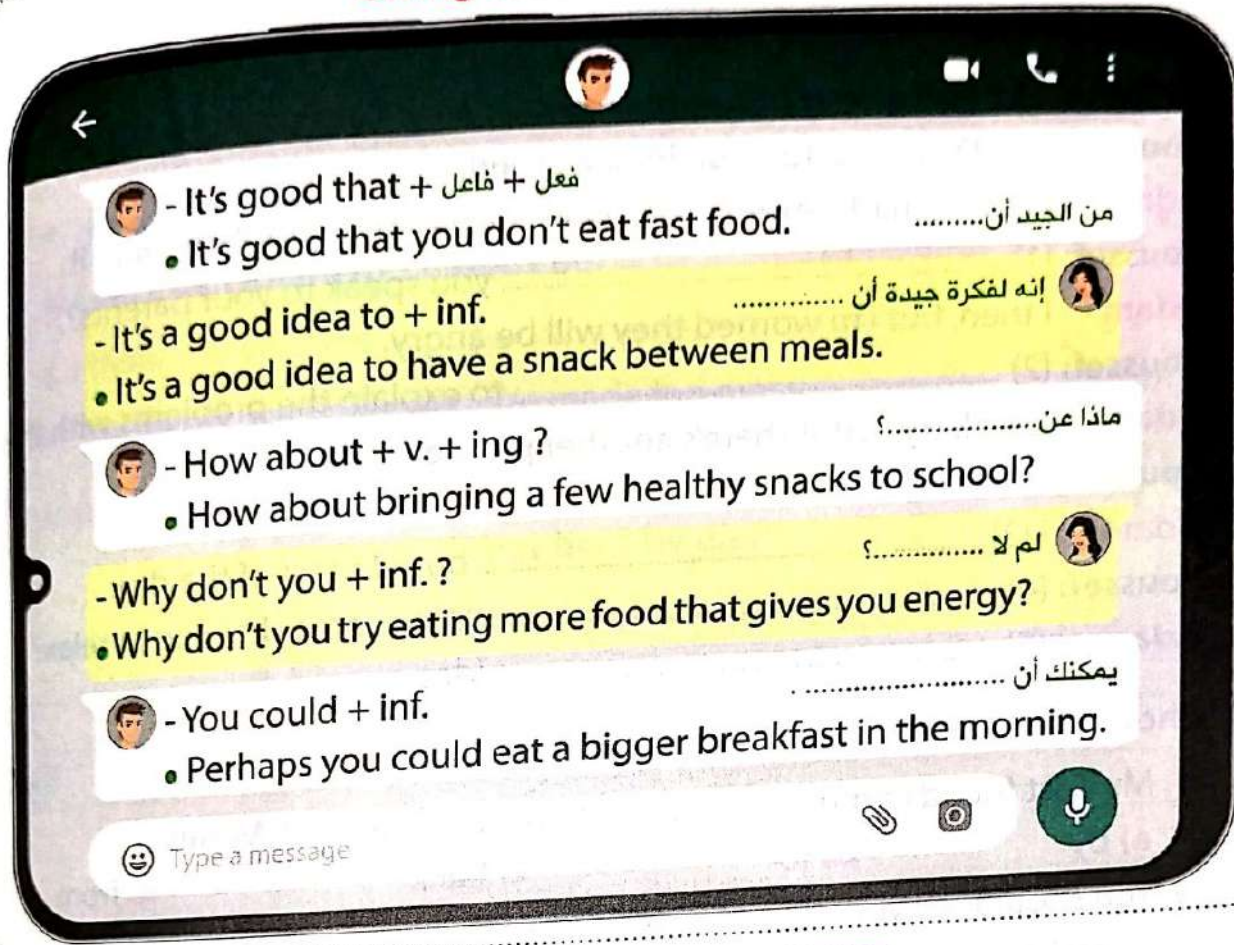 - It's good that + فاعل + فعل
• It's good that you don't eat fast food. من الجيد أن.........
- It's a good idea to + inf. إنه لفكرة جيدة أن ..............
• It's a good idea to have a snack between meals.
- How about + v. + ing ? ماذا عن....................؟
• How about bringing a few healthy snacks to school?
- Why don't you + inf. ? لم لا ..............؟
• Why don't you try eating more food that gives you energy?
- You could + inf. يمكنك أن .......................... .
• Perhaps you could eat a bigger breakfast in the morning.
Type a message